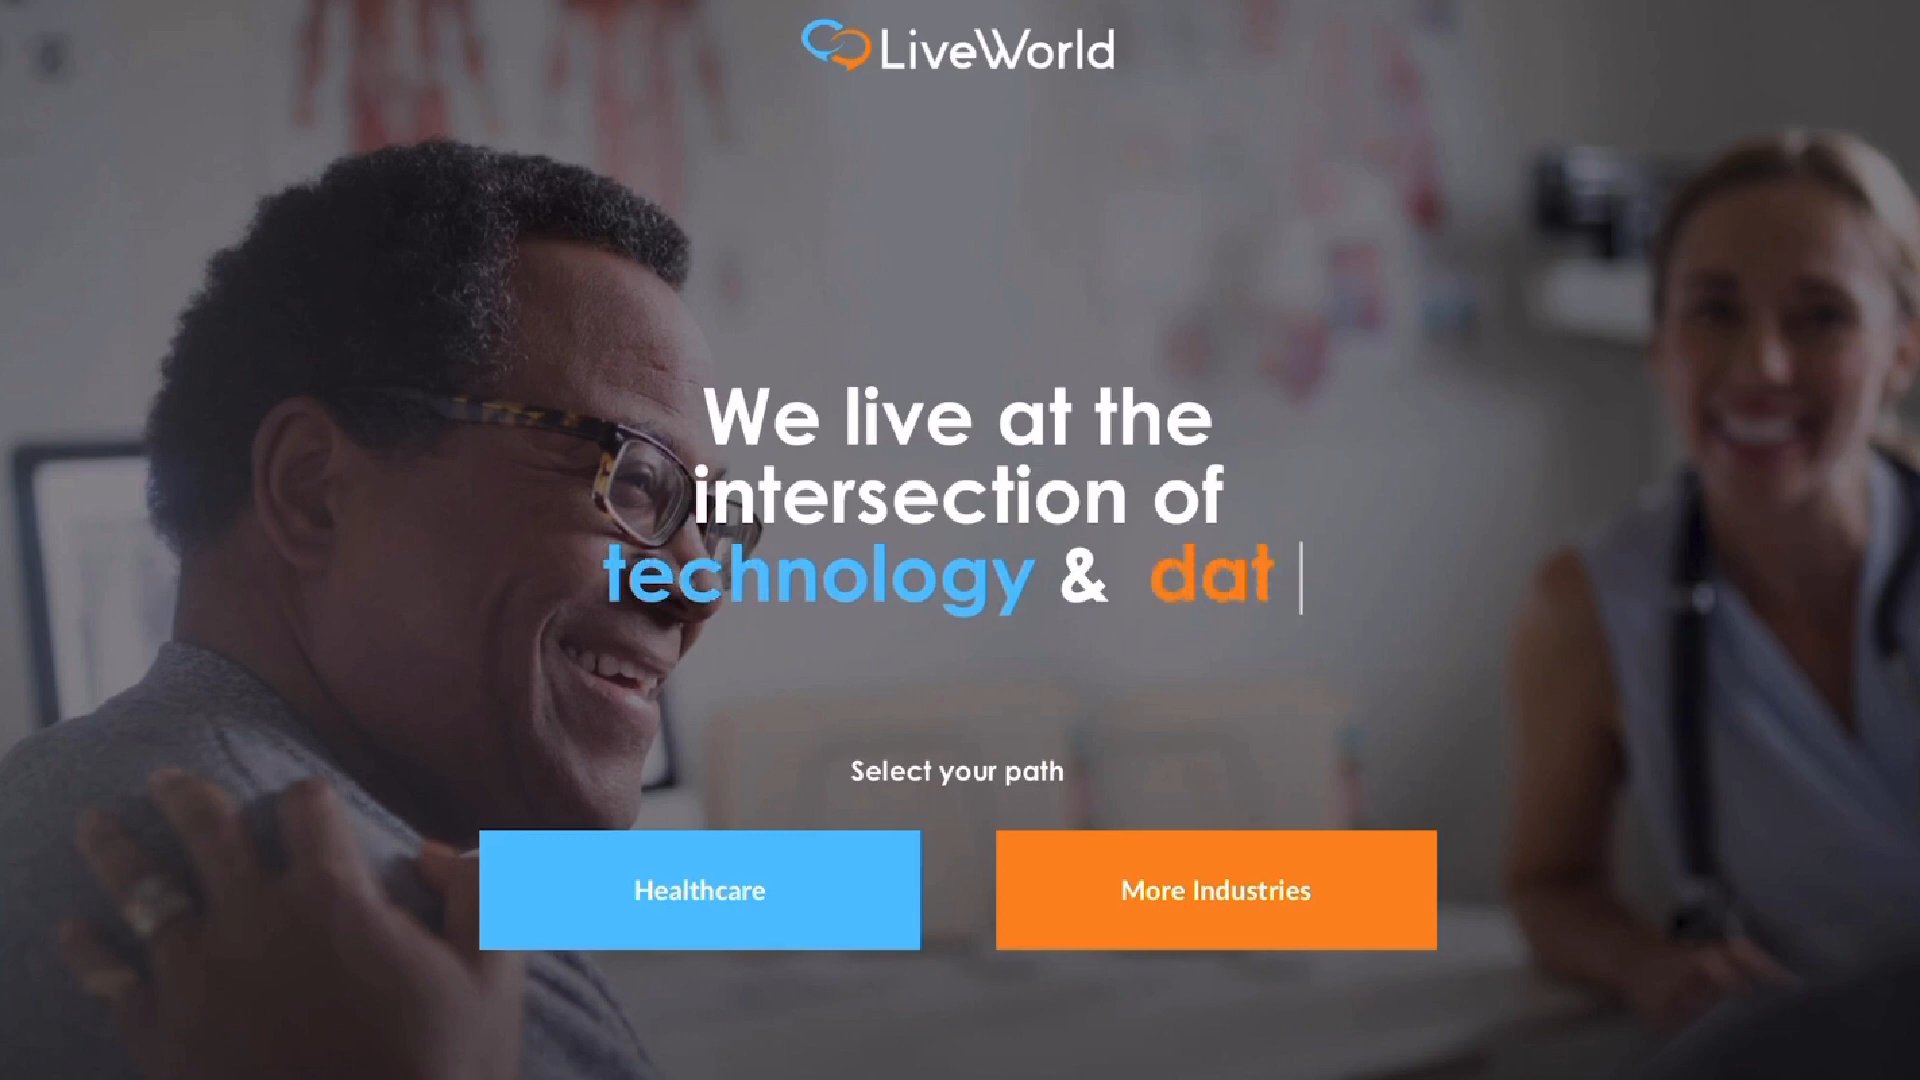 LiveWorld
We live at the
intersection of
technology & dat
Select your path
Healthcare
More Industries